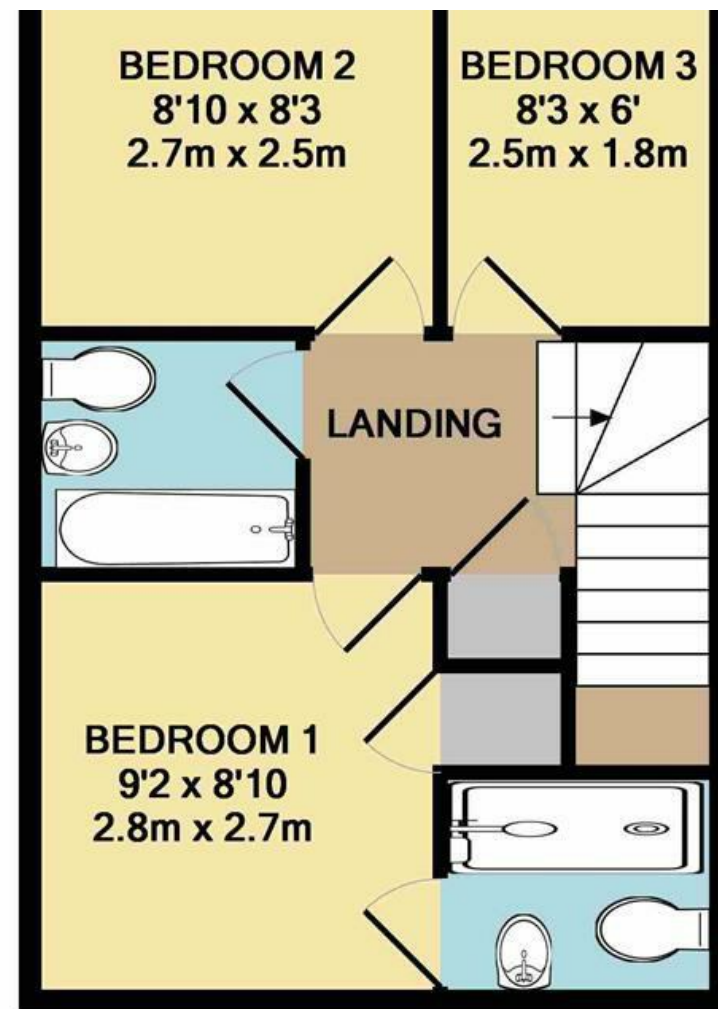 BEDROOM 2
8'10 x 8'3
2.7m x 2.5m
BEDROOM 3
8'3 x 6'
2.5m x 1.8m
LANDING
BEDROOM 1
9'2 x 8'10
2.8m x 2.7m